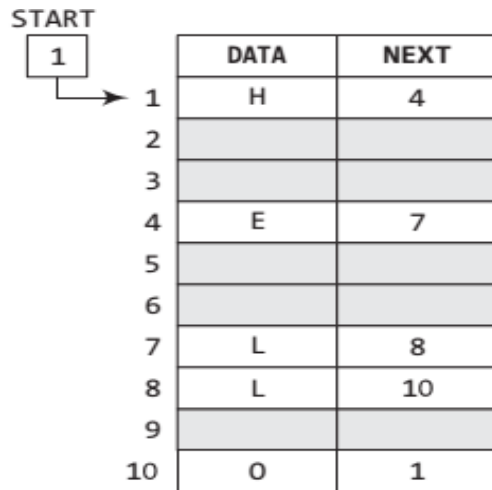 START
1
DATA NEXT
1 H 4
2
3
4 E 7
5
6
7 L 8
8 L 10
9
10 O 1